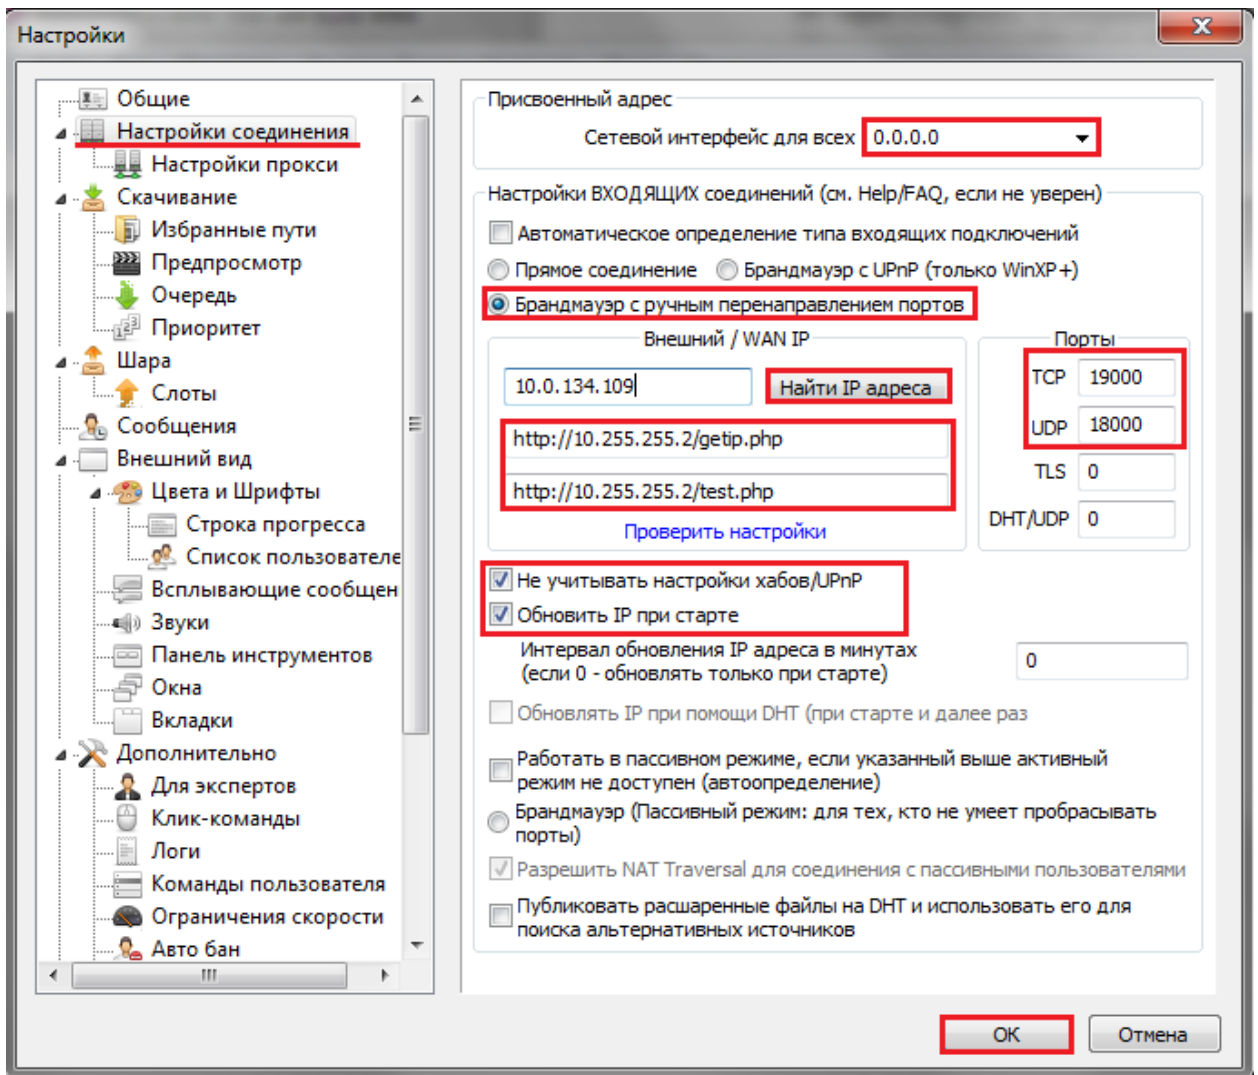 Настройки
Общие
Настройки соединения
Настройки прокси
Скачивание
Избранные пути
Предпросмотр
Очередь
Приоритет
Шара
Слоты
Сообщения
Внешний вид
Цвета и Шрифты
Строка прогресса
Список пользователе
Всплывающие сообщен
Звуки
Панель инструментов
Окна
Вкладки
Дополнительно
Для экспертов
Клик-команды
Логи
Команды пользователя
Ограничения скорости
Авто бан
Присвоенный адрес
Сетевой интерфейс для всех 0.0.0.0
Настройки ВХОДЯЩИХ соединений (см. Help/FAQ, если не уверен)
Автоматическое определение типа входящих подключений
Прямое соединение Брандмауэр с UPnP (только WinXP+)
Брандмауэр с ручным перенаправлением портов
Внешний / WAN IP
10.0.134.109 Найти IP адреса
http://10.255.255.2/getip.php
http://10.255.255.2/test.php
Проверить настройки
Порты
TCP 19000
UDP 18000
TLS 0
DHT/UDP 0
Не учитывать настройки хабов/UPnP
Обновить IP при старте
Интервал обновления IP адреса в минутах
(если 0 - обновлять только при старте)
0
Обновлять IP при помощи DHT (при старте и далее раз
Работать в пассивном режиме, если указанный выше активный
режим не доступен (автоопределение)
Брандмауэр (Пассивный режим: для тех, кто не умеет пробрасывать
порты)
Разрешить NAT Traversal для соединения с пассивными пользователями
Публиковать расшаренные файлы на DHT и использовать его для
поиска альтернативных источников
OK Отмена